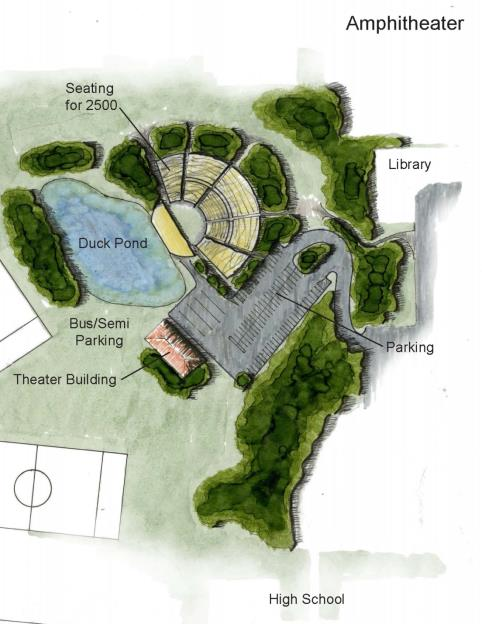 Amphitheater
Seating
for 2500
Library
Duck Pond
Bus/Semi
Parking
Parking
Theater Building
High School